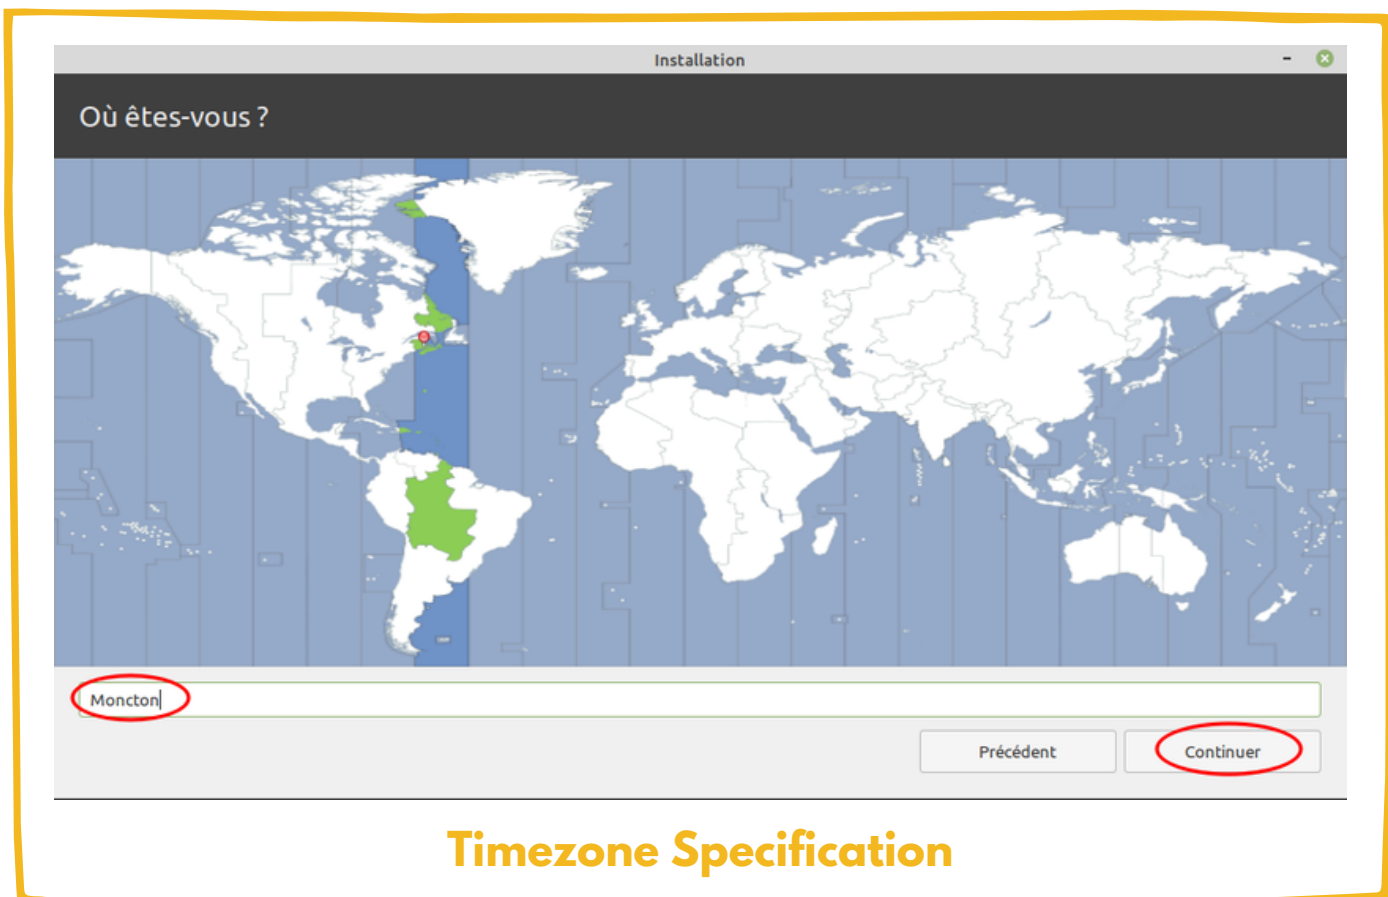 Installation
Où êtes-vous ?
Moncton
Précédent
Continuer
Timezone Specification